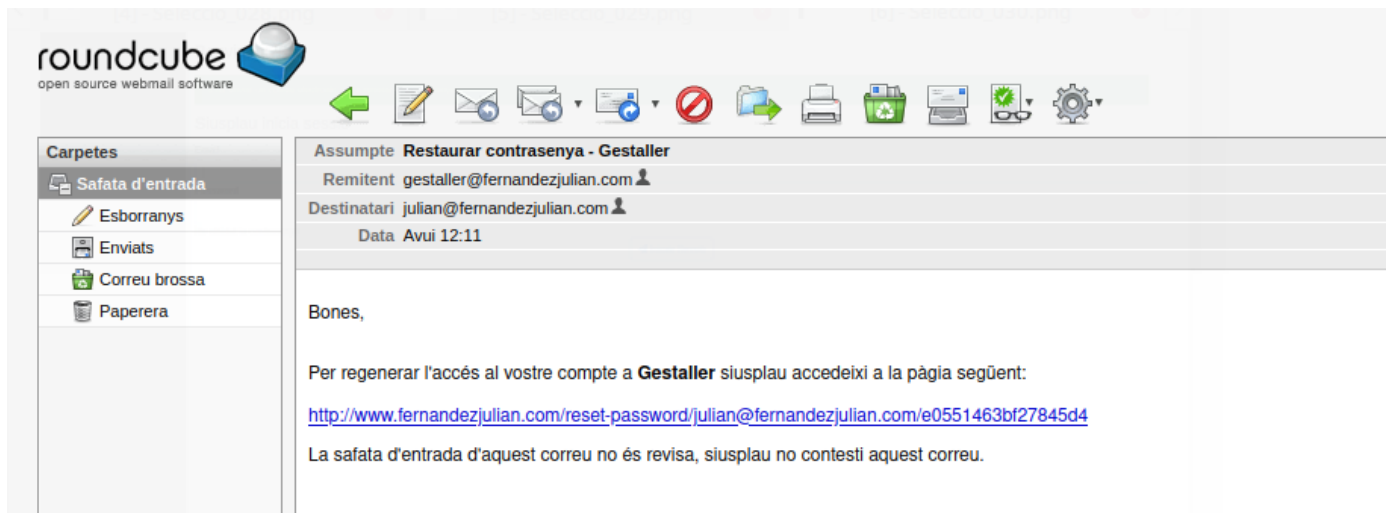 roundcube
open source webmail software
Carpetes
Safata d'entrada
Esborranys
Enviats
Correu brossa
Paperera
Assumpte Restaurar contrasenya - Gestaller
Remitent gestaller@fernandezjulian.com
Destinatari julian@fernandezjulian.com
Data Avui 12:11
Bones,
Per regenerar l'accés al vostre compte a Gestaller siusplau accedeixi a la pàgia següent:
http://www.fernandezjulian.com/reset-password/julian@fernandezjulian.com/e0551463bf27845d4
La safata d'entrada d'aquest correu no és revisa, siusplau no contesti aquest correu.